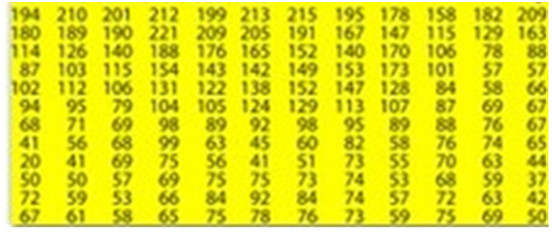 194 210 201 212 199 213 215 195 178 158 182 209
180 189 190 221 209 205 191 167 147 115 129 163
114 126 140 188 176 165 152 140 170 106 78 88
87 103 115 154 143 142 149 153 173 101 57 57
102 112 106 131 122 138 152 147 128 84 58 66
94 95 79 104 105 124 129 113 107 87 69 67
68 71 69 98 89 92 98 95 89 88 76 67
41 56 68 99 63 45 60 82 58 76 74 65
20 41 69 75 56 41 51 73 55 70 63 44
50 50 57 69 75 75 73 74 53 68 59 37
72 59 53 66 84 92 84 74 57 72 63 42
67 61 58 65 75 78 76 73 59 75 69 50